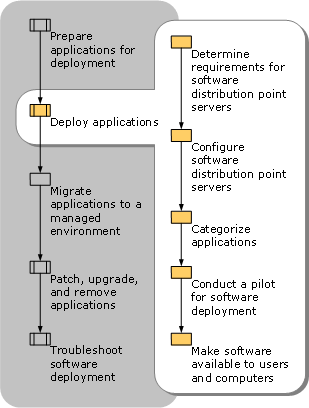 Prepare
applications for
deployment
Deploy applications
Migrate
applications to a
managed
environment
Patch, upgrade,
and remove
applications
Troubleshoot
software
deployment
Determine
requirements for
software
distribution point
servers
Configure
software
distribution point
servers
Categorize
applications
Conduct a pilot
for software
deployment
Make software
available to users
and computers